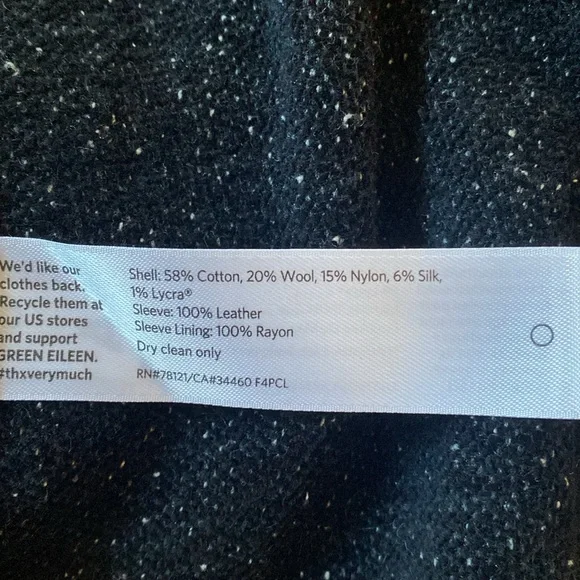 We'd like our
clothes back.
Recycle them at
our US stores
and support
GREEN EILEEN.
#thxverymuch
Shell: 58% Cotton, 20% Wool, 15% Nylon, 6% Silk,
1% Lycra®
Sleeve: 100% Leather
Sleeve Lining: 100% Rayon
Dry clean only
RN#78121/CA#34460 F4PCL